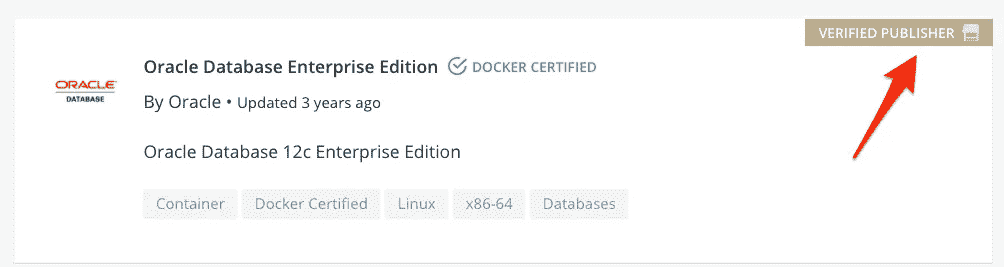 VERIFIED PUBLISHER
Oracle Database Enterprise Edition DOCKER CERTIFIED
ORACLE
DATABASE
By Oracle • Updated 3 years ago
Oracle Database 12c Enterprise Edition
Container Docker Certified Linux x86-64 Databases